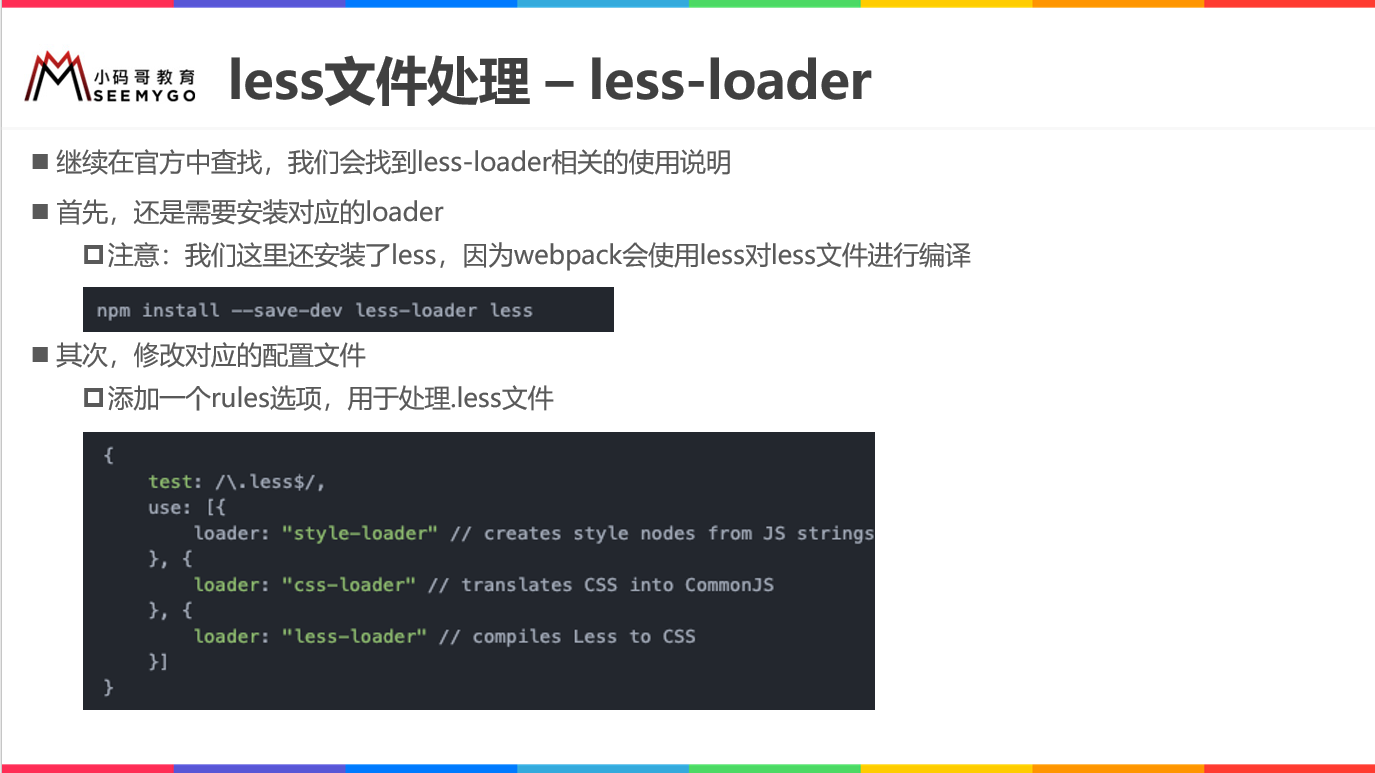 小码哥教育
SEEMYGO
less文件处理 – less-loader
继续在官方中查找，我们会找到less-loader相关的使用说明
首先，还是需要安装对应的loader
注意：我们这里还安装了less，因为webpack会使用less对less文件进行编译
npm install --save-dev less-loader less
其次，修改对应的配置文件
添加一个rules选项，用于处理.less文件
{
    test: /\.less$/,
    use: [{
        loader: "style-loader" // creates style nodes from JS strings
    }, {
        loader: "css-loader" // translates CSS into CommonJS
    }, {
        loader: "less-loader" // compiles Less to CSS
    }]
}